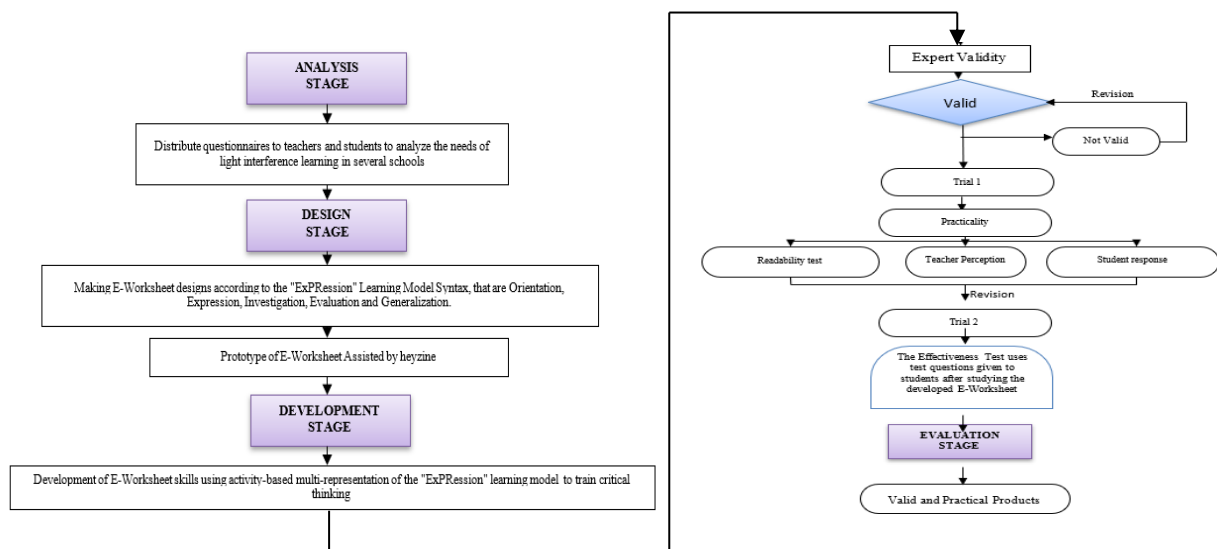 ANALYSIS
STAGE
Distribute questionnaires to teachers and students to analyze the needs of
light interference learning in several schools
DESIGN
STAGE
Making E-Worksheet designs according to the "ExPRession" Learning Model Syntax, that are Orientation,
Expression, Investigation, Evaluation and Generalization.
Prototype of E-Worksheet Assisted by heyzine
DEVELOPMENT
STAGE
Development of E-Worksheet skills using activity-based multi-representation of the "ExPRession" learning model to train critical
thinking
Expert Validity
Valid
Revision
Not Valid
Trial 1
Practicality
Readability test
Teacher Perception
Student response
Revision
Trial 2
The Effectiveness Test uses
test questions given to
students after studying the
developed E-Worksheet
EVALUATION
STAGE
Valid and Practical Products